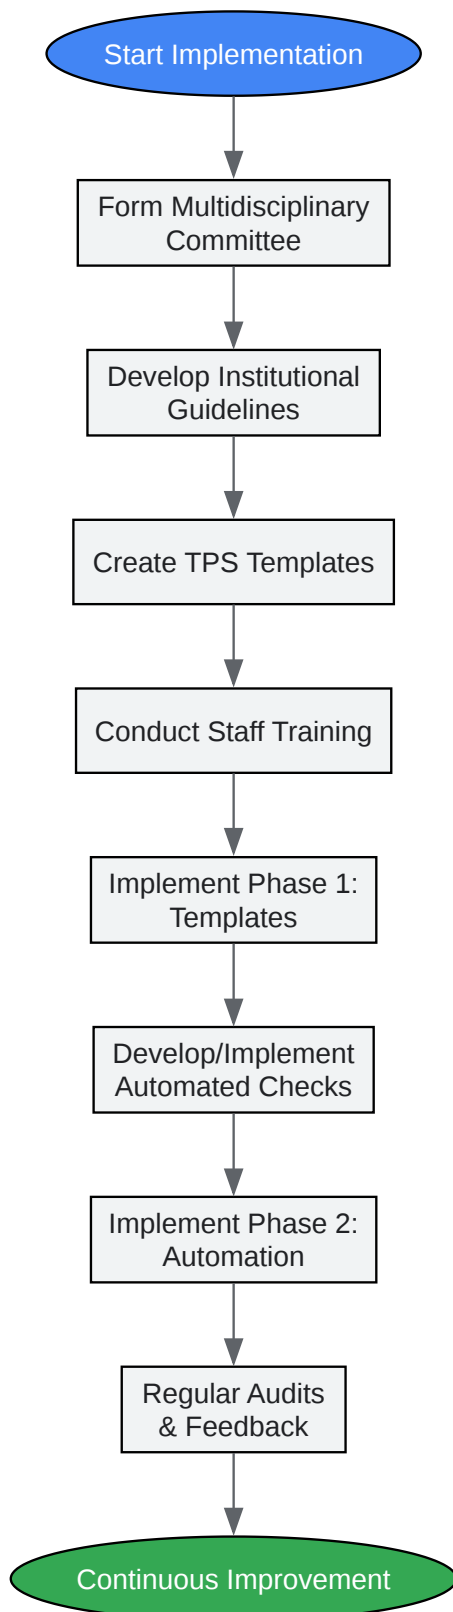 Start Implementation
Form Multidisciplinary
Committee
Develop Institutional
Guidelines
Create TPS Templates
Conduct Staff Training
Implement Phase 1:
Templates
Develop/Implement
Automated Checks
Implement Phase 2:
Automation
Regular Audits
& Feedback
Continuous Improvement